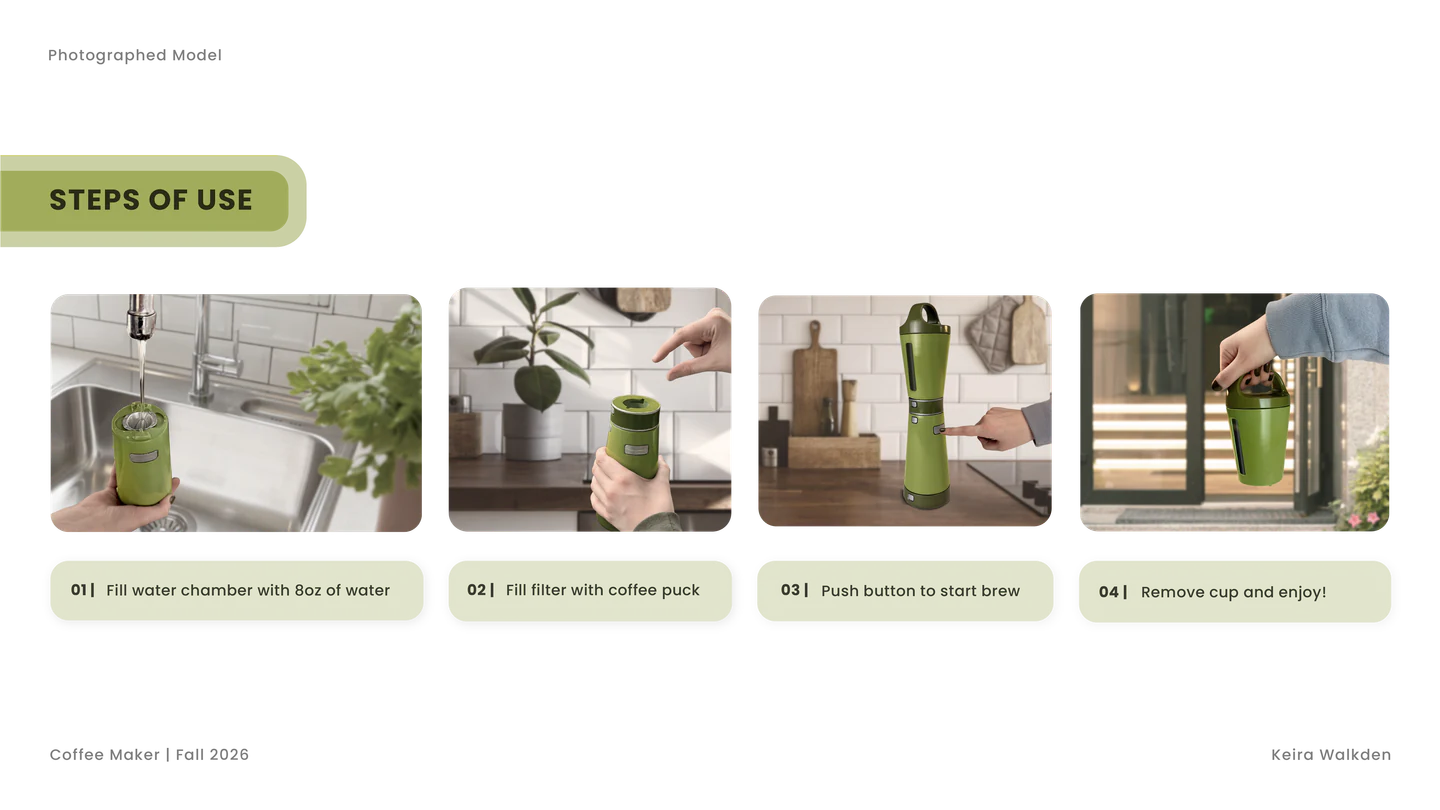 Photographed Model
STEPS OF USE
01 | Fill water chamber with 8oz of water
02 | Fill filter with coffee puck
03 | Push button to start brew
04 | Remove cup and enjoy!
Coffee Maker | Fall 2026
Keira Walkden